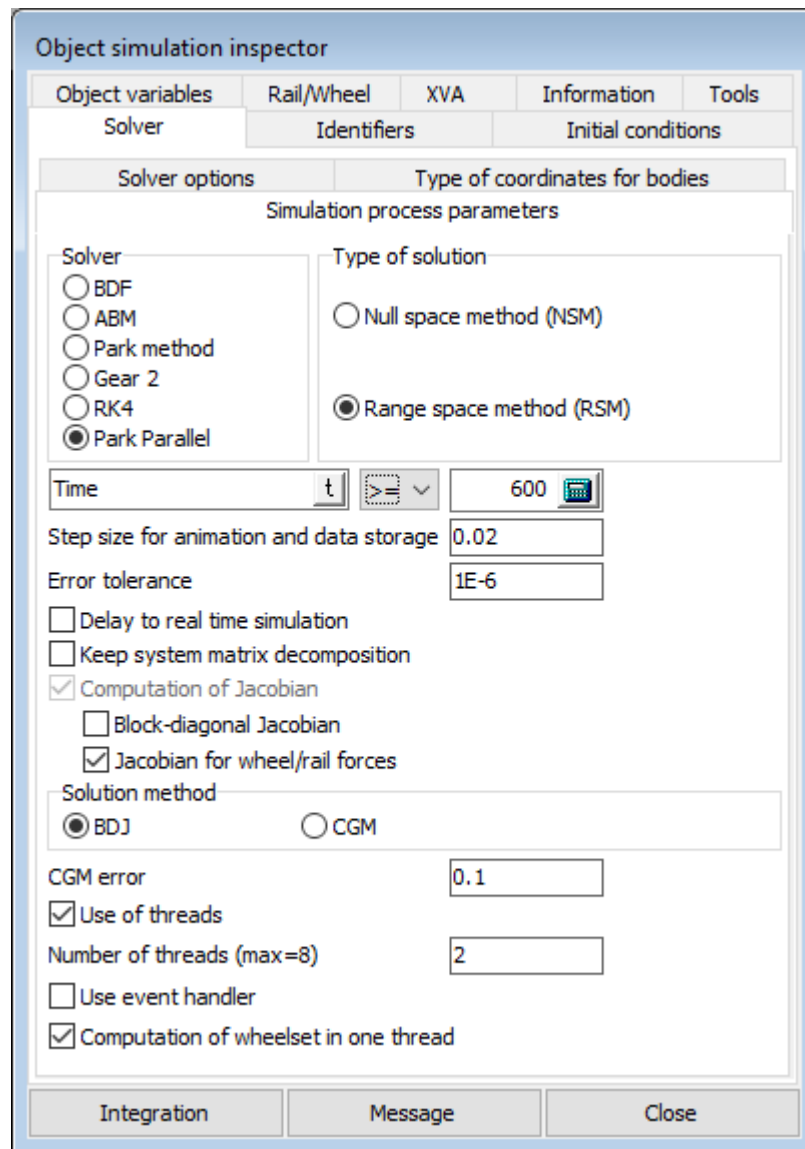 Object simulation inspector
Object variables Rail/Wheel XVA Information Tools
Solver Identifiers Initial conditions
Solver options Type of coordinates for bodies
Simulation process parameters
Solver
BDF
ABM
Park method
Gear 2
RK4
Park Parallel
Type of solution
Null space method (NSM)
Range space method (RSM)
Time t >= 600
Step size for animation and data storage 0.02
Error tolerance 1E-6
Delay to real time simulation
Keep system matrix decomposition
Computation of Jacobian
Block-diagonal Jacobian
Jacobian for wheel/rail forces
Solution method
BDJ CGM
CGM error 0.1
Use of threads
Number of threads (max=8) 2
Use event handler
Computation of wheelset in one thread
Integration Message Close